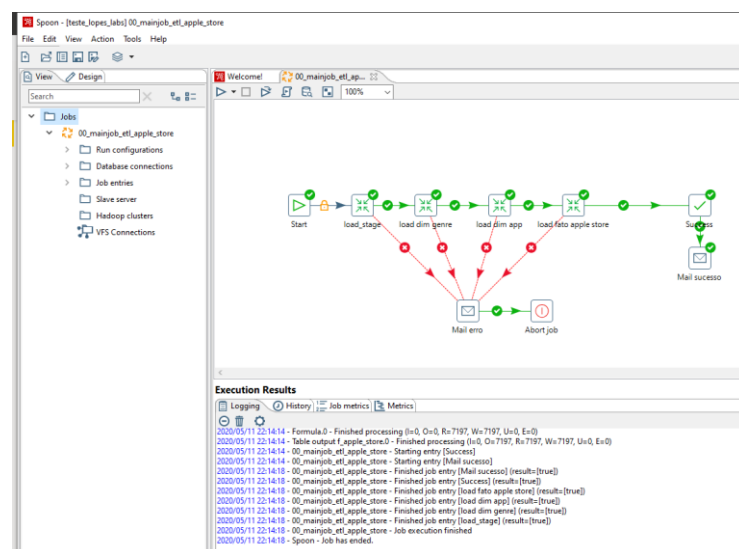 Spoon - [teste_lopes_labs] 00_mainjob_etl_apple_store
File Edit View Action Tools Help
View Design
Search
Jobs
00_mainjob_etl_apple_store
Run configurations
Database connections
Job entries
Slave server
Hadoop clusters
VFS Connections
Welcome! 00_mainjob_etl_ap...
100%
Start load_stage load dim genre load dim app load fato apple store Success
Mail sucesso
Mail erro Abort job
Execution Results
Logging History Job metrics Metrics
2020/05/11 22:14:14 - Formula.0 - Finished processing (I=0, O=0, R=7197, W=7197, U=0, E=0)
2020/05/11 22:14:14 - Table output f_apple_store.0 - Finished processing (I=0, O=7197, R=7197, W=7197, U=0, E=0)
2020/05/11 22:14:14 - 00_mainjob_etl_apple_store - Starting entry [Success]
2020/05/11 22:14:14 - 00_mainjob_etl_apple_store - Starting entry [Mail sucesso]
2020/05/11 22:14:18 - 00_mainjob_etl_apple_store - Finished job entry [Mail sucesso] (result=[true])
2020/05/11 22:14:18 - 00_mainjob_etl_apple_store - Finished job entry [Success] (result=[true])
2020/05/11 22:14:18 - 00_mainjob_etl_apple_store - Finished job entry [load fato apple store] (result=[true])
2020/05/11 22:14:18 - 00_mainjob_etl_apple_store - Finished job entry [load dim app] (result=[true])
2020/05/11 22:14:18 - 00_mainjob_etl_apple_store - Finished job entry [load dim genre] (result=[true])
2020/05/11 22:14:18 - 00_mainjob_etl_apple_store - Finished job entry [load_stage] (result=[true])
2020/05/11 22:14:18 - 00_mainjob_etl_apple_store - Job execution finished
2020/05/11 22:14:18 - Spoon - Job has ended.